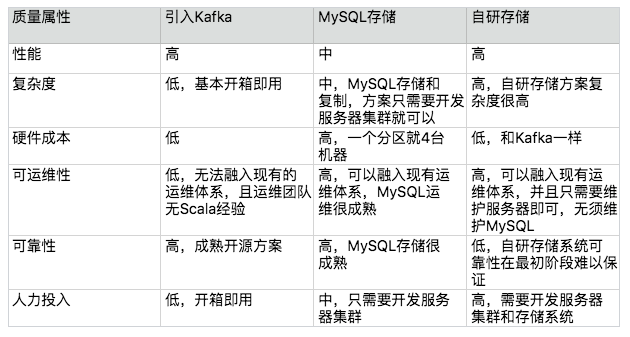 质量属性 引入Kafka MySQL存储 自研存储
性能 高 中 高
复杂度 低，基本开箱即用 中，MySQL存储和 高，自研存储方案复
复制，方案只需要开发 杂度很高
服务器集群就可以
硬件成本 低 高，一个分区就4台 低，和Kafka一样
机器
可运维性 低，无法融入现有的 高，可以融入现有运 高，可以融入现有运
运维体系，且运维团队 维体系，MySQL运 维体系，并且只需要维
无Scala经验 维很成熟 护服务器即可，无须维
护MySQL
可靠性 高，成熟开源方案 高，MySQL存储很 低，自研存储系统可
成熟 靠性在最初阶段难以保
证
人力投入 低，开箱即用 中，只需要开发服务 高，需要开发服务器
器集群 集群和存储系统